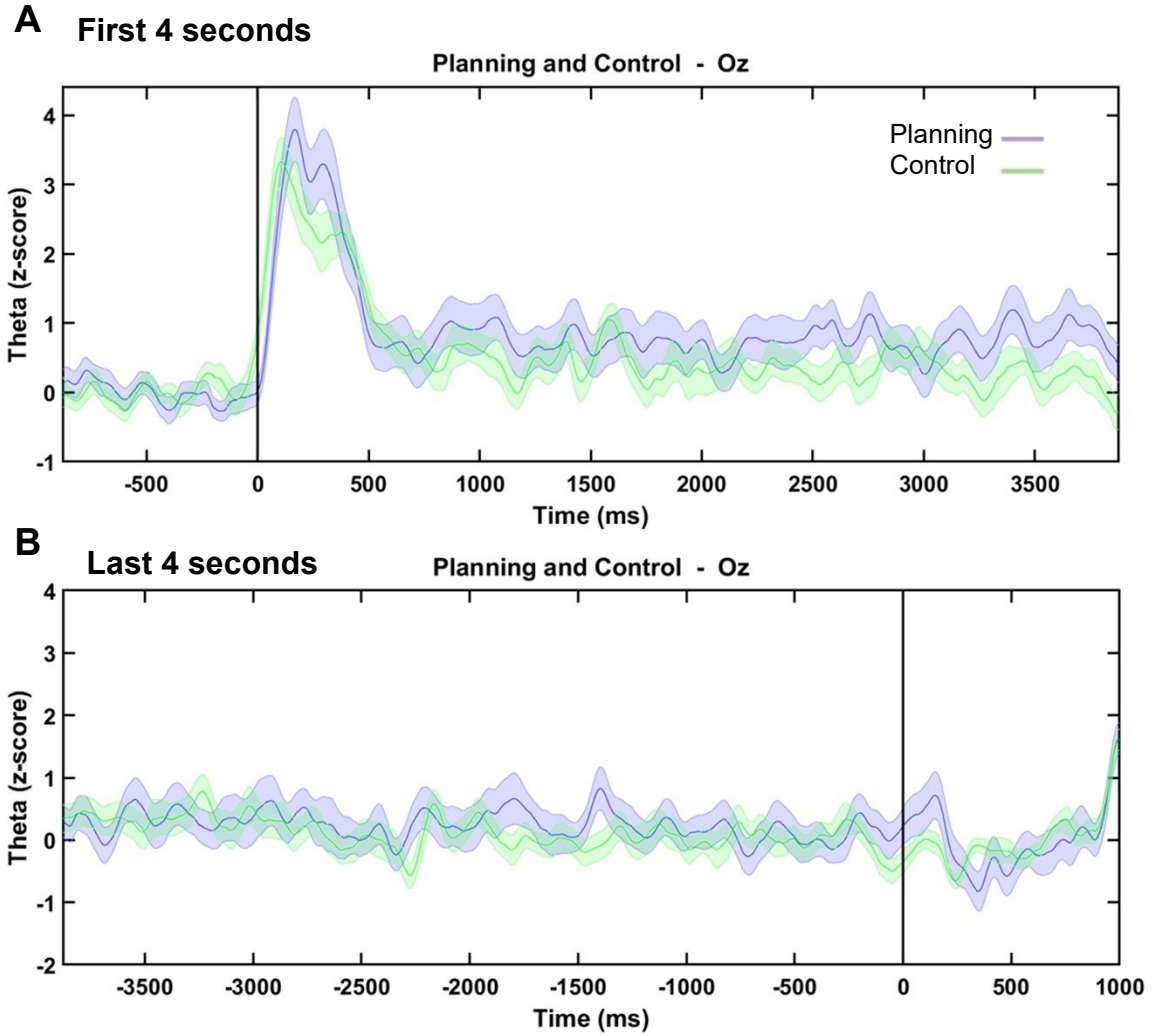 A First 4 seconds
Planning and Control - Oz
4
3
2
1
0
-1
Theta (z-score)
Planning
Control
-500 0 500 1000 1500 2000 2500 3000 3500
Time (ms)
B Last 4 seconds
Planning and Control - Oz
4
3
2
1
0
-1
-2
Theta (z-score)
-3500 -3000 -2500 -2000 -1500 -1000 -500 0 500 1000
Time (ms)